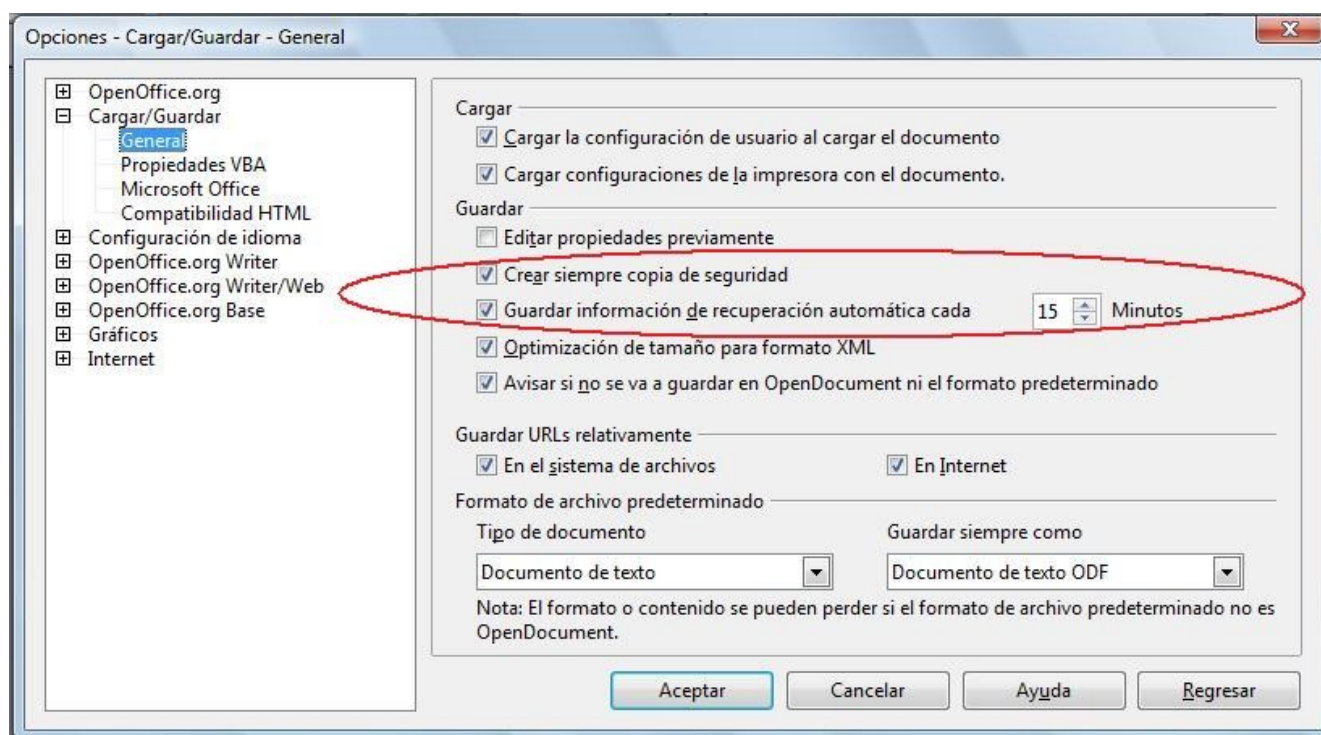 Opciones - Cargar/Guardar - General
OpenOffice.org
Cargar/Guardar
General
Propiedades VBA
Microsoft Office
Compatibilidad HTML
Configuración de idioma
OpenOffice.org Writer
OpenOffice.org Writer/Web
OpenOffice.org Base
Gráficos
Internet
Cargar
Cargar la configuración de usuario al cargar el documento
Cargar configuraciones de la impresora con el documento.
Guardar
Editar propiedades previamente
Crear siempre copia de seguridad
Guardar información de recuperación automática cada 15 Minutos
Optimización de tamaño para formato XML
Avisar si no se va a guardar en OpenDocument ni el formato predeterminado
Guardar URLs relativamente
En el sistema de archivos En Internet
Formato de archivo predeterminado
Tipo de documento Guardar siempre como
Documento de texto Documento de texto ODF
Nota: El formato o contenido se pueden perder si el formato de archivo predeterminado no es
OpenDocument.
Aceptar Cancelar Ayuda Regresar